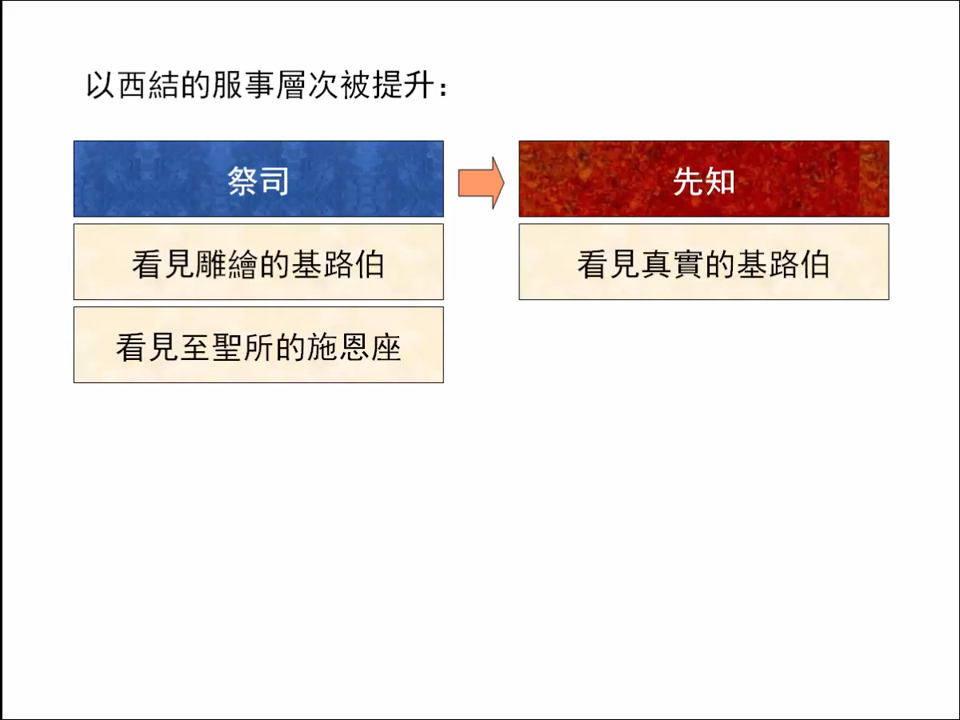 以西結的服事層次被提升：
祭司
先知
看見雕繪的基路伯
看見真實的基路伯
看見至聖所的施恩座